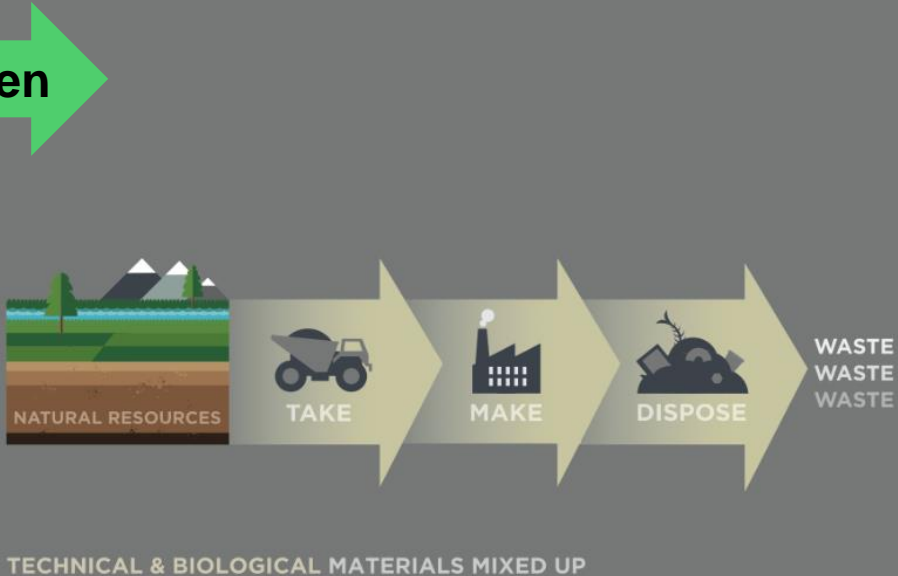 en
NATURAL RESOURCES
TAKE
MAKE
DISPOSE
WASTE
WASTE
WASTE
TECHNICAL & BIOLOGICAL MATERIALS MIXED UP